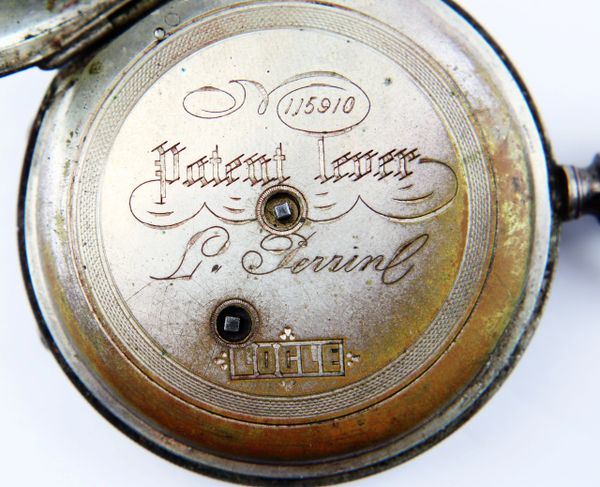 N 115910
Patent lever
L. Perrin
LOCLE